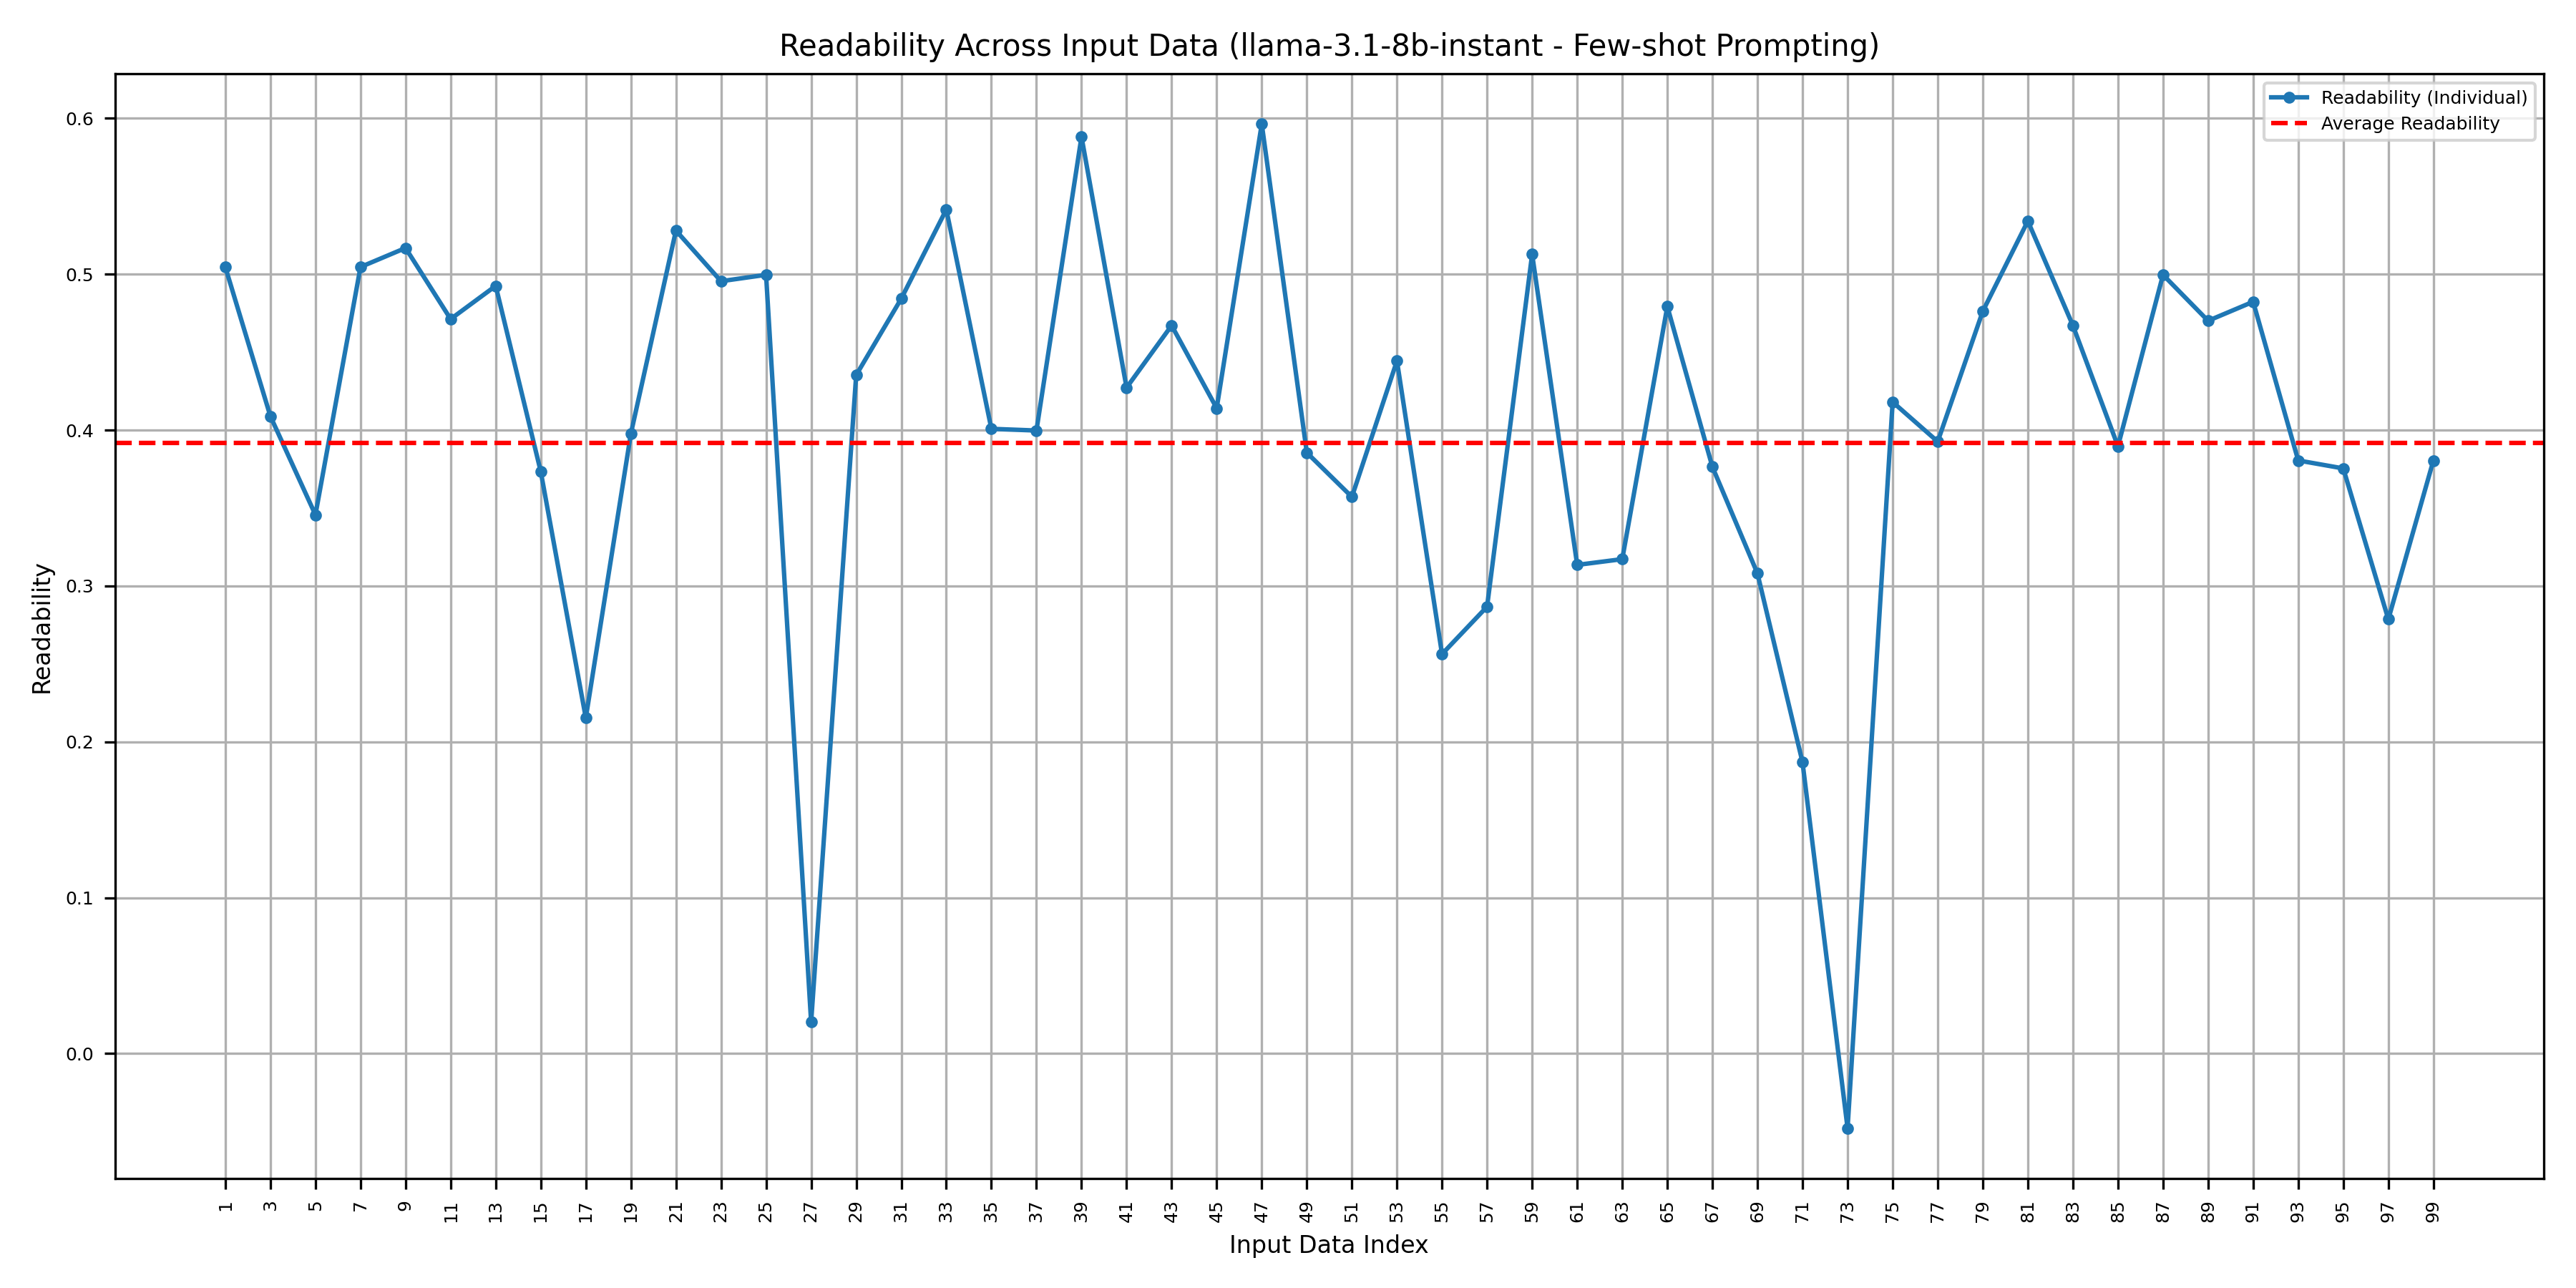 Readability Across Input Data (llama-3.1-8b-instant - Few-shot Prompting)
Readability (Individual)
Average Readability
Readability
0.6
0.5
0.4
0.3
0.2
0.1
0.0
1 3 5 7 9 11 13 15 17 19 21 23 25 27 29 31 33 35 37 39 41 43 45 47 49 51 53 55 57 59 61 63 65 67 69 71 73 75 77 79 81 83 85 87 89 91 93 95 97 99
Input Data Index